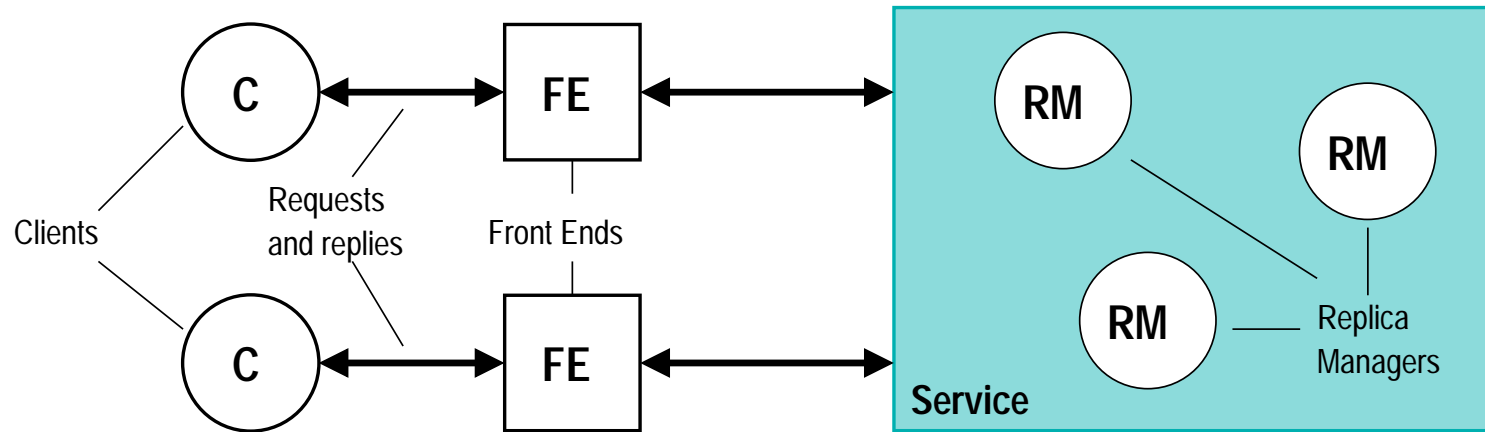 C
FE
RM
RM
Requests
and replies
Clients
Front Ends
RM
Replica
Managers
C
FE
Service